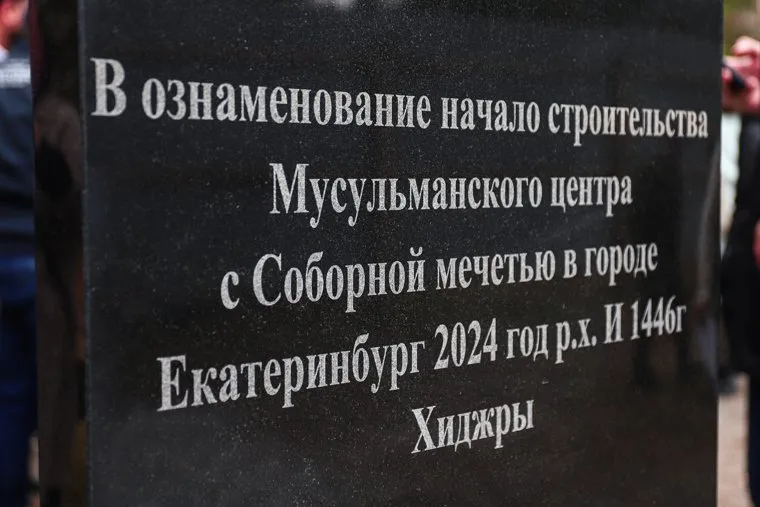 В ознаменование начало строительства
Мусульманского центра
с Соборной мечетью в городе
Екатеринбург 2024 год р.х. И 1446г
Хиджры